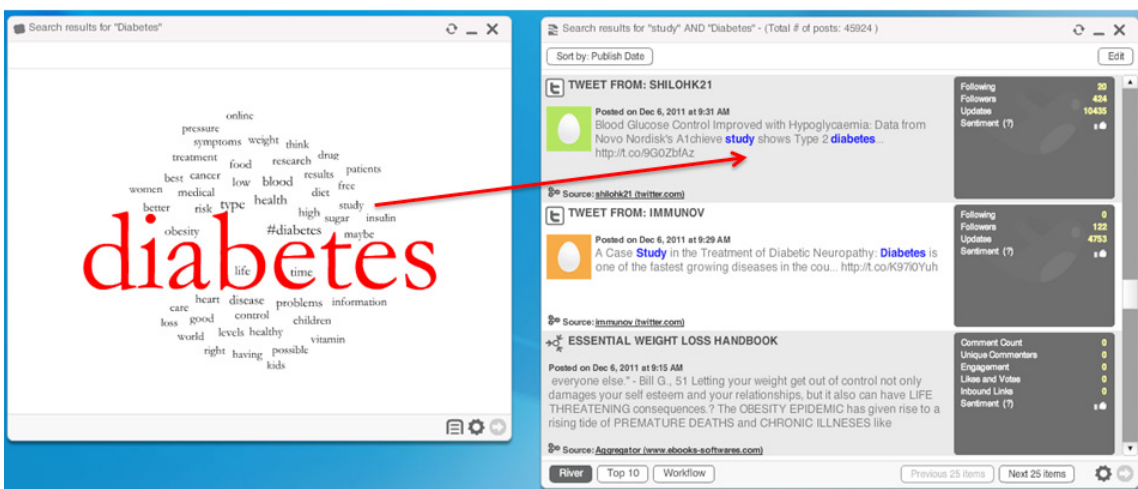 Search results for "Diabetes"
online
pressure
symptoms weight think
treatment food research drug
best cancer low blood results patients
women medical type health diet free
better risk high sugar study insulin
obesity #diabetes maybe
diabetes
life time
care heart disease problems information
loss good control children
world levels healthy vitamin
right having possible
kids
Search results for "study" AND "Diabetes" - (Total # of posts: 45924 )
Sort by: Publish Date
Edit
TWEET FROM: SHILOHK21
Posted on Dec 6, 2011 at 9:31 AM
Blood Glucose Control Improved with Hypoglycaemia: Data from
Novo Nordisk's A1chieve study shows Type 2 diabetes...
http://t.co/9G0ZbfAz
Source: shilohk21 (twitter.com)
Following 20
Followers 424
Updates 10435
Sentiment (?)
TWEET FROM: IMMUNOV
Posted on Dec 6, 2011 at 9:29 AM
A Case Study in the Treatment of Diabetic Neuropathy: Diabetes is
one of the fastest growing diseases in the cou... http://t.co/K97l0Yuh
Source: immunov (twitter.com)
Following 0
Followers 122
Updates 4753
Sentiment (?)
ESSENTIAL WEIGHT LOSS HANDBOOK
Posted on Dec 6, 2011 at 9:15 AM
everyone else." - Bill G., 51 Letting your weight get out of control not only
damages your self esteem and your relationships, but it also can have LIFE
THREATENING consequences.? The OBESITY EPIDEMIC has given rise to a
rising tide of PREMATURE DEATHS and CHRONIC ILLNESES like
Source: Aggregator (www.ebooks-softwares.com)
Comment Count 0
Unique Commenters 0
Engagement 0
Likes and Votes 0
Inbound Links 0
Sentiment (?)
River
Top 10
Workflow
Previous 25 items
Next 25 items